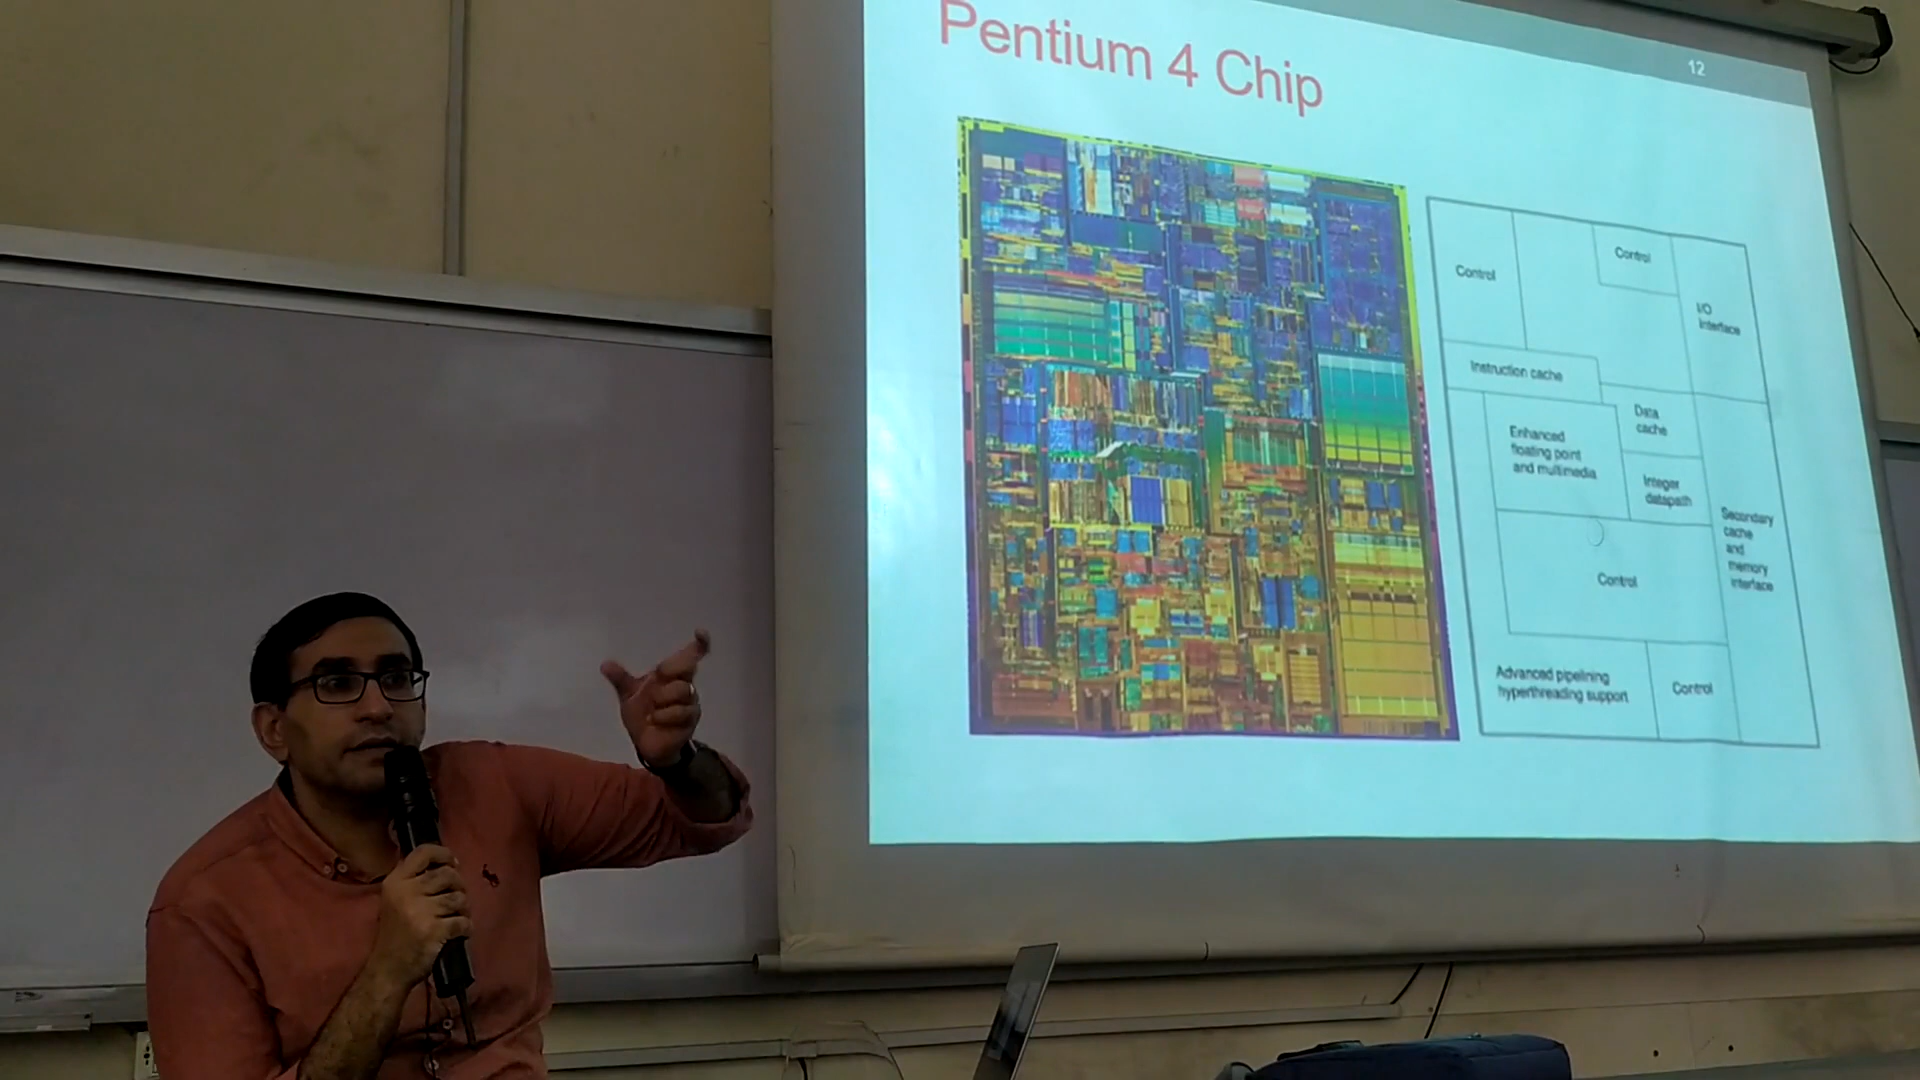 Pentium 4 Chip
12
Control
Control
I/O
interface
Instruction cache
Data
cache
Enhanced
floating point
and multimedia
Integer
datapath
Secondary
cache
and
memory
interface
Control
Advanced pipelining
hyperthreading support
Control